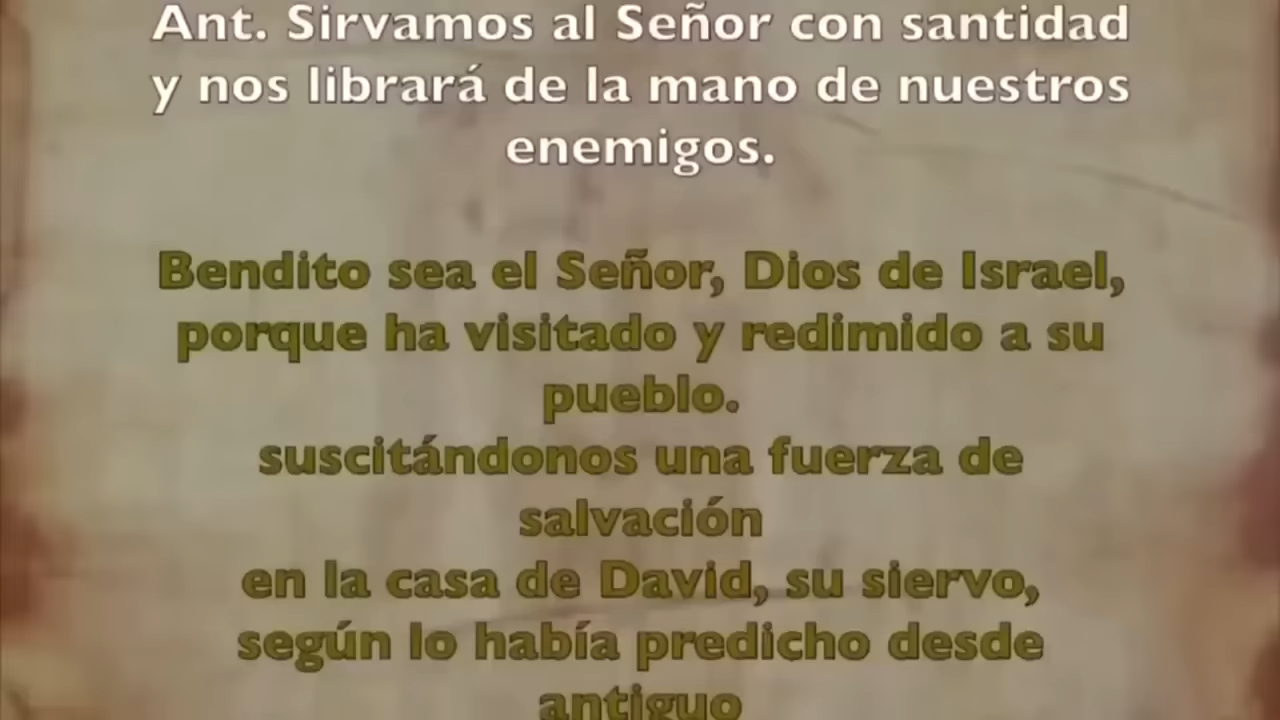 Ant. Sirvamos al Señor con santidad
y nos librará de la mano de nuestros
enemigos.
Bendito sea el Señor, Dios de Israel,
porque ha visitado y redimido a su
pueblo.
suscitándonos una fuerza de
salvación
en la casa de David, su siervo,
según lo había predicho desde
antiguo